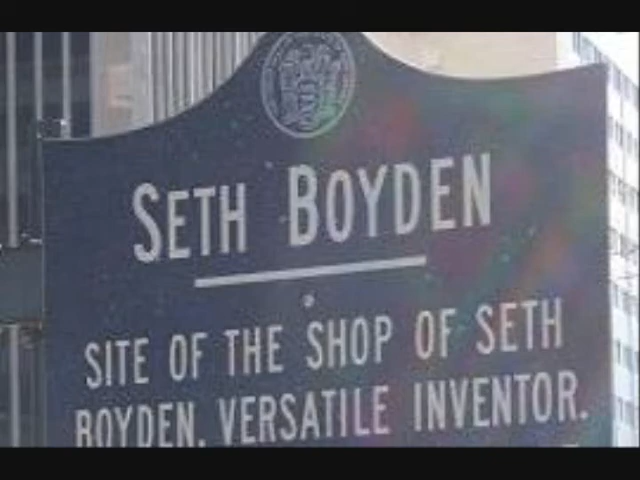 SETH BOYDEN
SITE OF THE SHOP OF SETH
BOYDEN, VERSATILE INVENTOR.